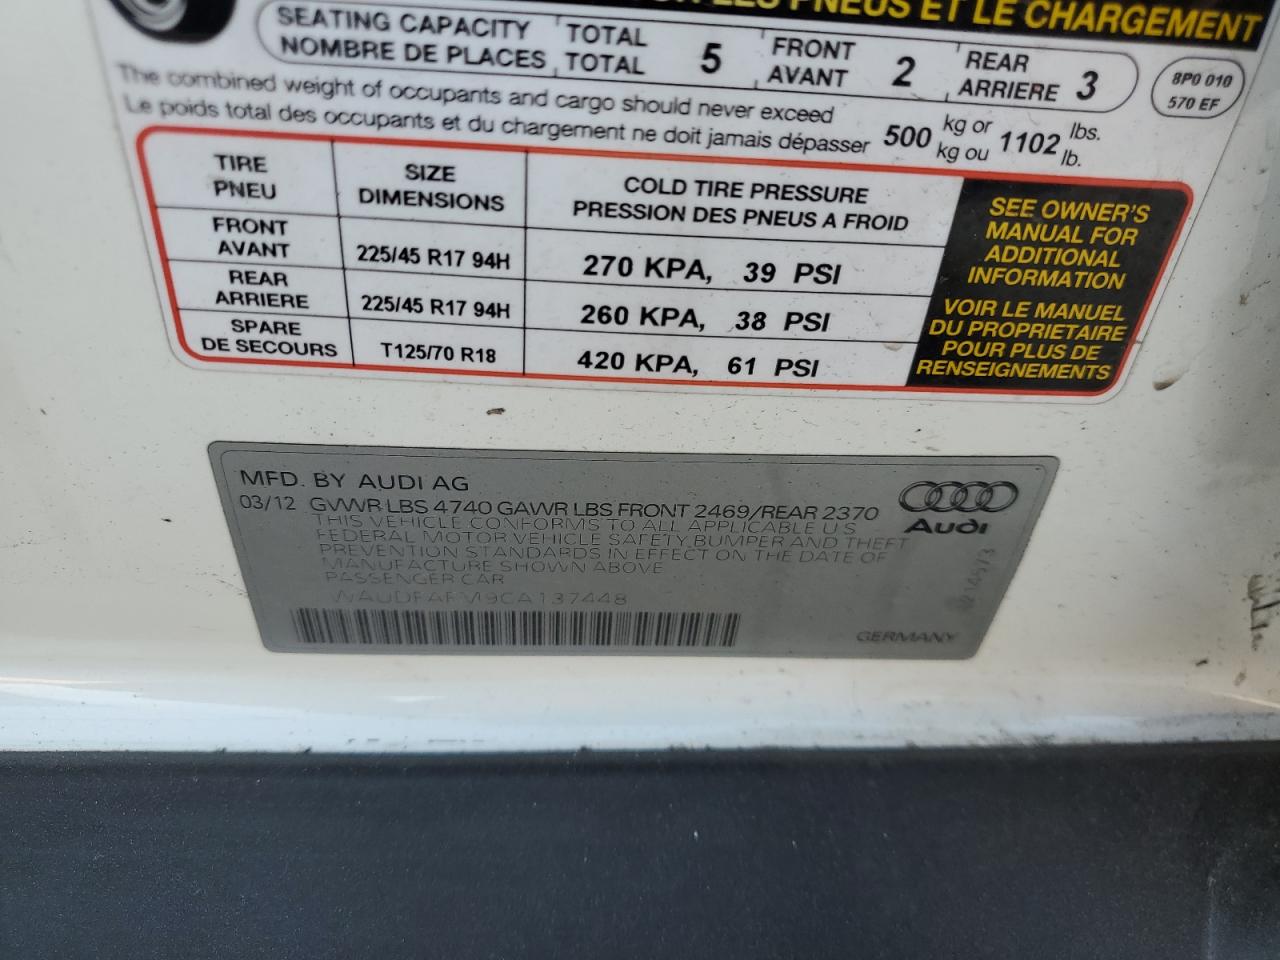 LES PNEUS ET LE CHARGEMENT
SEATING CAPACITY TOTAL 5 FRONT 2 REAR 3
NOMBRE DE PLACES TOTAL AVANT ARRIERE
8P0 010
570 EF
The combined weight of occupants and cargo should never exceed 500 kg or 1102 lbs.
Le poids total des occupants et du chargement ne doit jamais dépasser kg ou lb.
TIRE
PNEU
SIZE
DIMENSIONS
COLD TIRE PRESSURE
PRESSION DES PNEUS A FROID
FRONT
AVANT
225/45 R17 94H
270 KPA, 39 PSI
REAR
ARRIERE
225/45 R17 94H
260 KPA, 38 PSI
SPARE
DE SECOURS
T125/70 R18
420 KPA, 61 PSI
SEE OWNER'S
MANUAL FOR
ADDITIONAL
INFORMATION
VOIR LE MANUEL
DU PROPRIETAIRE
POUR PLUS DE
RENSEIGNEMENTS
MFD. BY AUDI AG
03/12 GVWR LBS 4740 GAWR LBS FRONT 2469/REAR 2370
THIS VEHICLE CONFORMS TO ALL APPLICABLE U S
FEDERAL MOTOR VEHICLE SAFETY, BUMPER AND THEFT
PREVENTION STANDARDS IN EFFECT ON THE DATE OF
MANUFACTURE SHOWN ABOVE
PASSENGER CAR
Audi
GERMANY